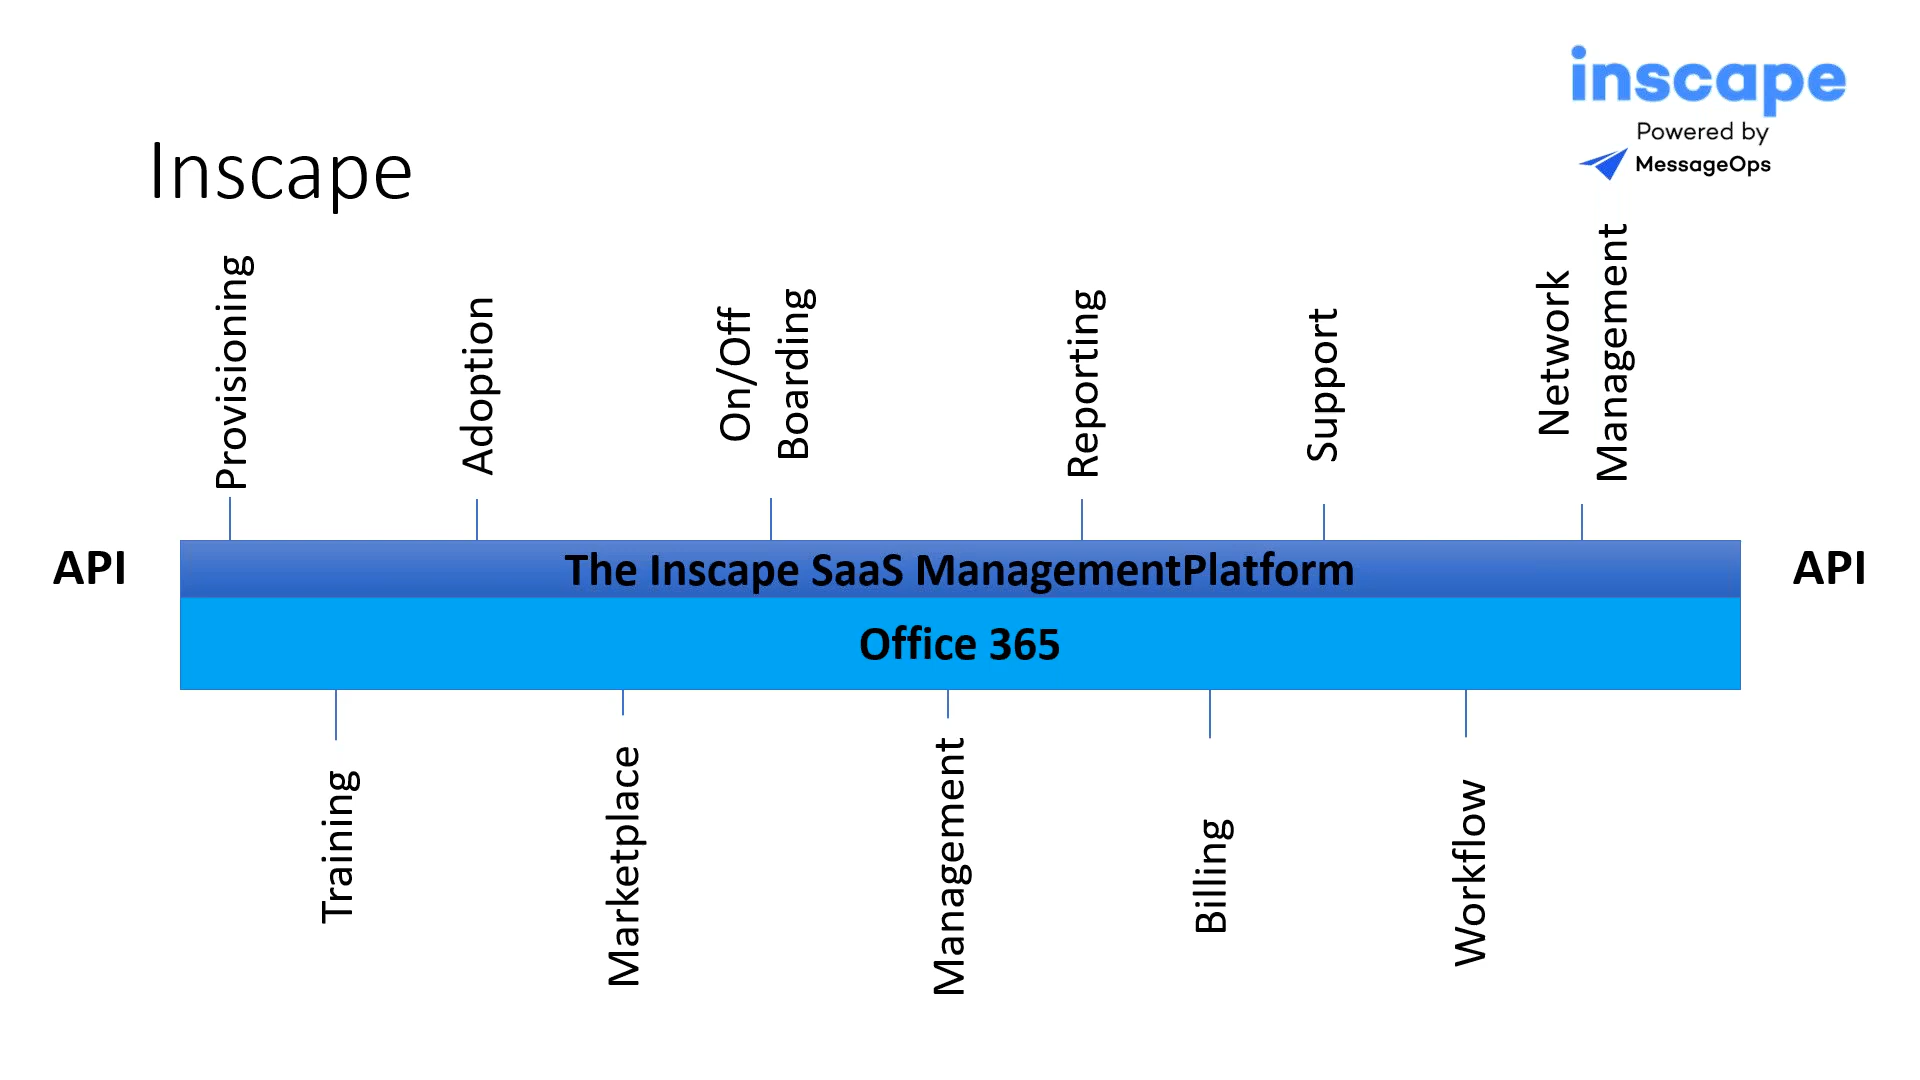 inscape
Powered by
MessageOps
Inscape
Provisioning
Adoption
On/Off
Boarding
Reporting
Support
Network
Management
API
The Inscape SaaS ManagementPlatform
API
Office 365
Training
Marketplace
Management
Billing
Workflow